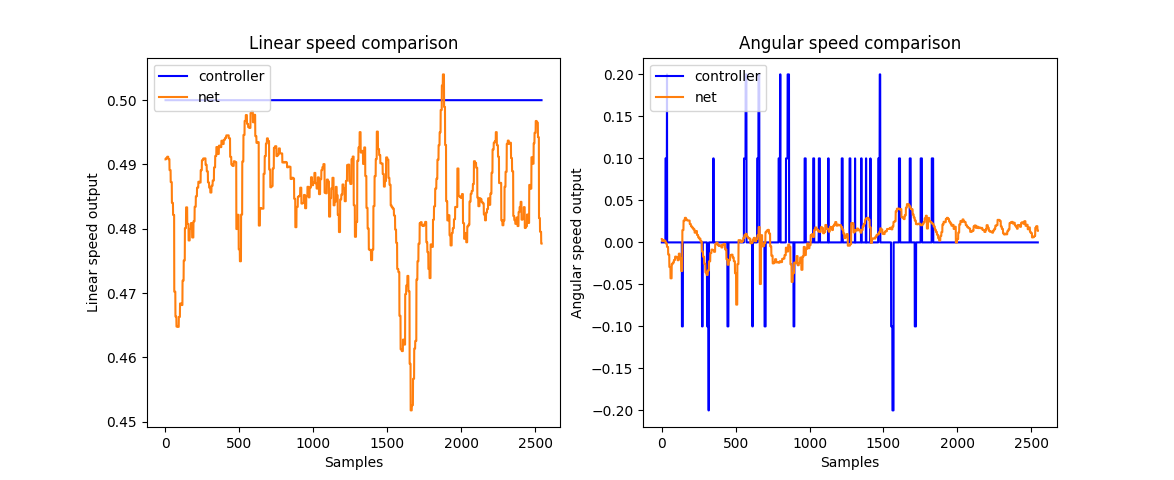 Linear speed comparison
controller
net
0.50
0.49
0.48
0.47
0.46
0.45
Linear speed output
0
500
1000
1500
2000
2500
Samples
Angular speed comparison
controller
net
0.20
0.15
0.10
0.05
0.00
−0.05
−0.10
−0.15
−0.20
Angular speed output
0
500
1000
1500
2000
2500
Samples